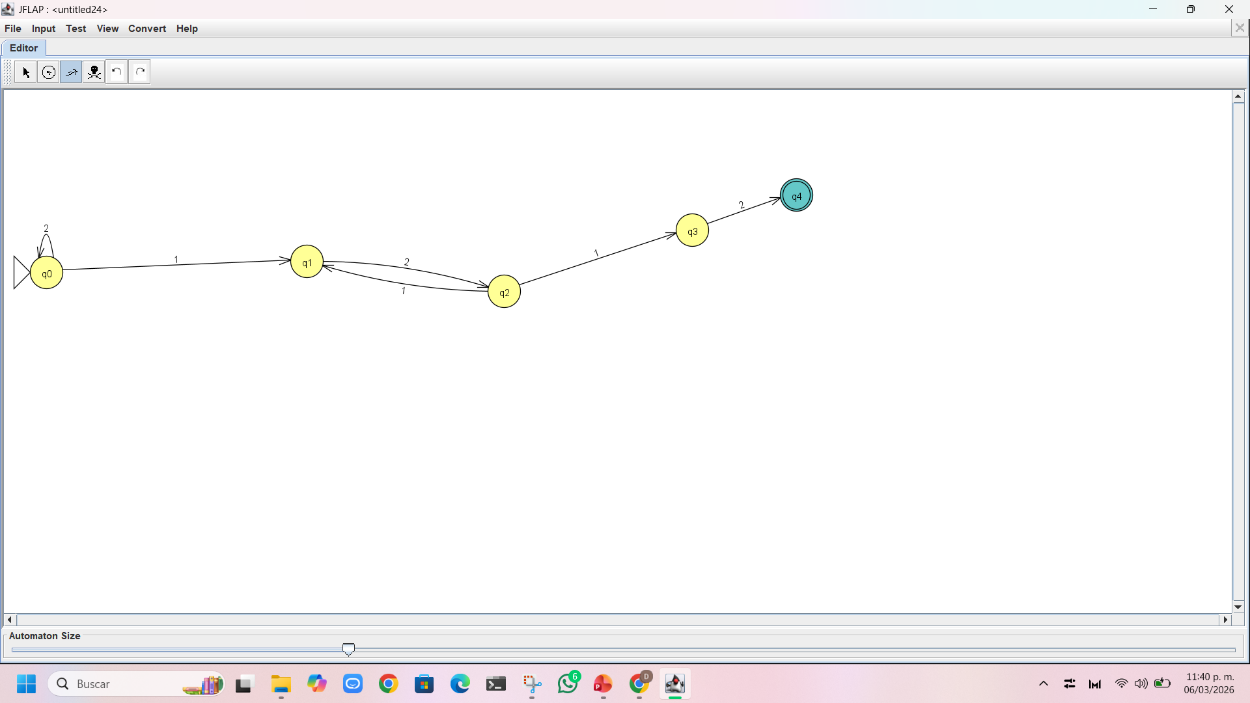 JFLAP : <untitled24>
File Input Test View Convert Help
Editor
q4
2
q3
2
1
q1
2
1
q0
q2
1
Automaton Size
Buscar
6
D
11:40 p. m.
06/03/2026